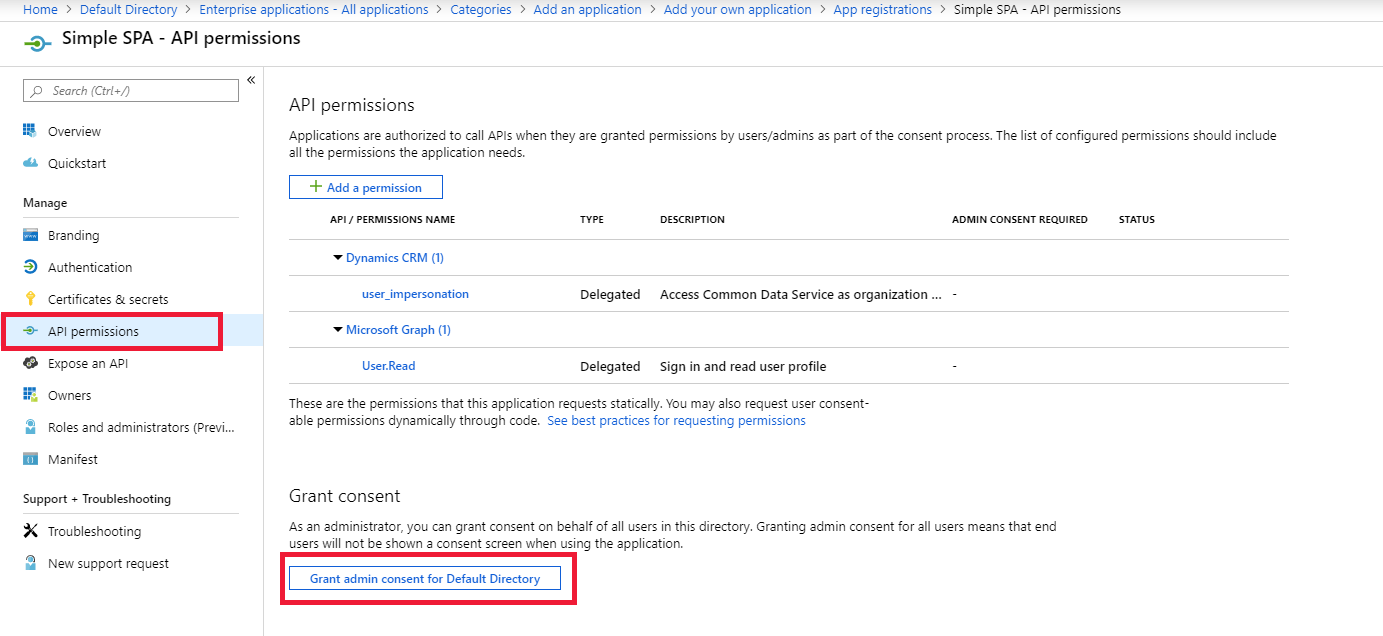 Home > Default Directory > Enterprise applications - All applications > Categories > Add an application > Add your own application > App registrations > Simple SPA - API permissions
Simple SPA - API permissions
Search (Ctrl+/)
«
Overview
Quickstart
Manage
Branding
Authentication
Certificates & secrets
API permissions
Expose an API
Owners
Roles and administrators (Previ...
Manifest
Support + Troubleshooting
Troubleshooting
New support request
API permissions
Applications are authorized to call APIs when they are granted permissions by users/admins as part of the consent process. The list of configured permissions should include
all the permissions the application needs.
+ Add a permission
API / PERMISSIONS NAME TYPE DESCRIPTION ADMIN CONSENT REQUIRED STATUS
Dynamics CRM (1)
user_impersonation Delegated Access Common Data Service as organization ... -
Microsoft Graph (1)
User.Read Delegated Sign in and read user profile -
These are the permissions that this application requests statically. You may also request user consent-
able permissions dynamically through code. See best practices for requesting permissions
Grant consent
As an administrator, you can grant consent on behalf of all users in this directory. Granting admin consent for all users means that end
users will not be shown a consent screen when using the application.
Grant admin consent for Default Directory